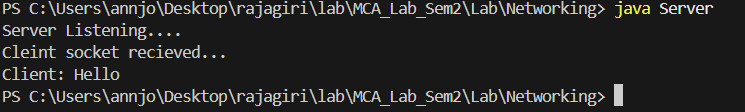 PS C:\Users\annjo\Desktop\rajagiri\lab\MCA_Lab_Sem2\Lab\Networking> java Server
Server Listening....
Cleint socket recieved...
Client: Hello
PS C:\Users\annjo\Desktop\rajagiri\lab\MCA_Lab_Sem2\Lab\Networking>